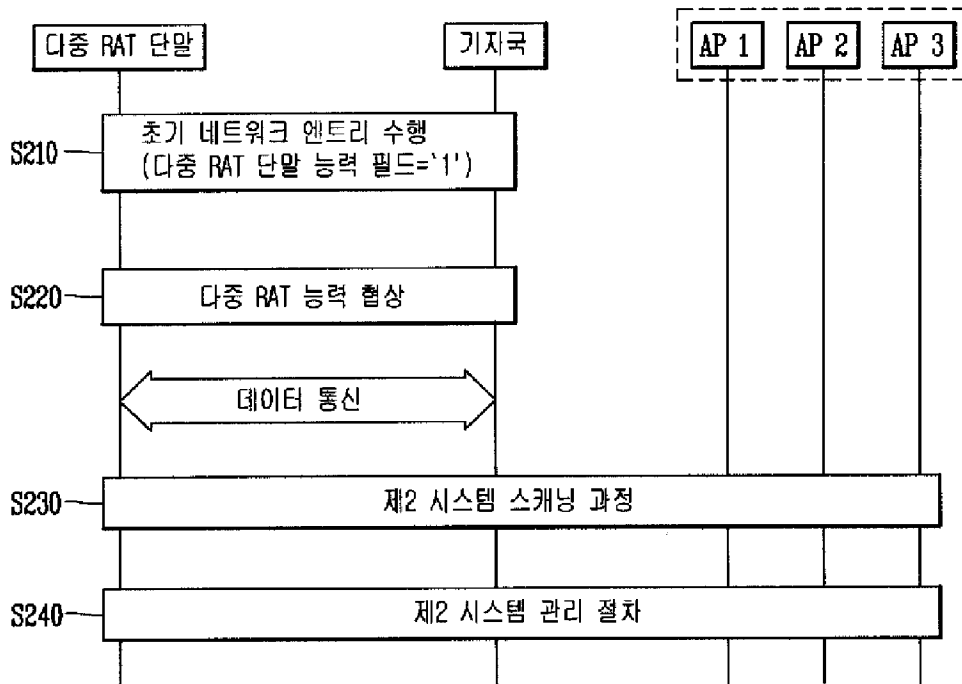 다중 RAT 단말
기지국
AP 1
AP 2
AP 3
S210
초기 네트워크 엔트리 수행
(다중 RAT 단말 능력 필드=`1')
S220
다중 RAT 능력 협상
데이터 통신
S230
제2 시스템 스캐닝 과정
S240
제2 시스템 관리 절차